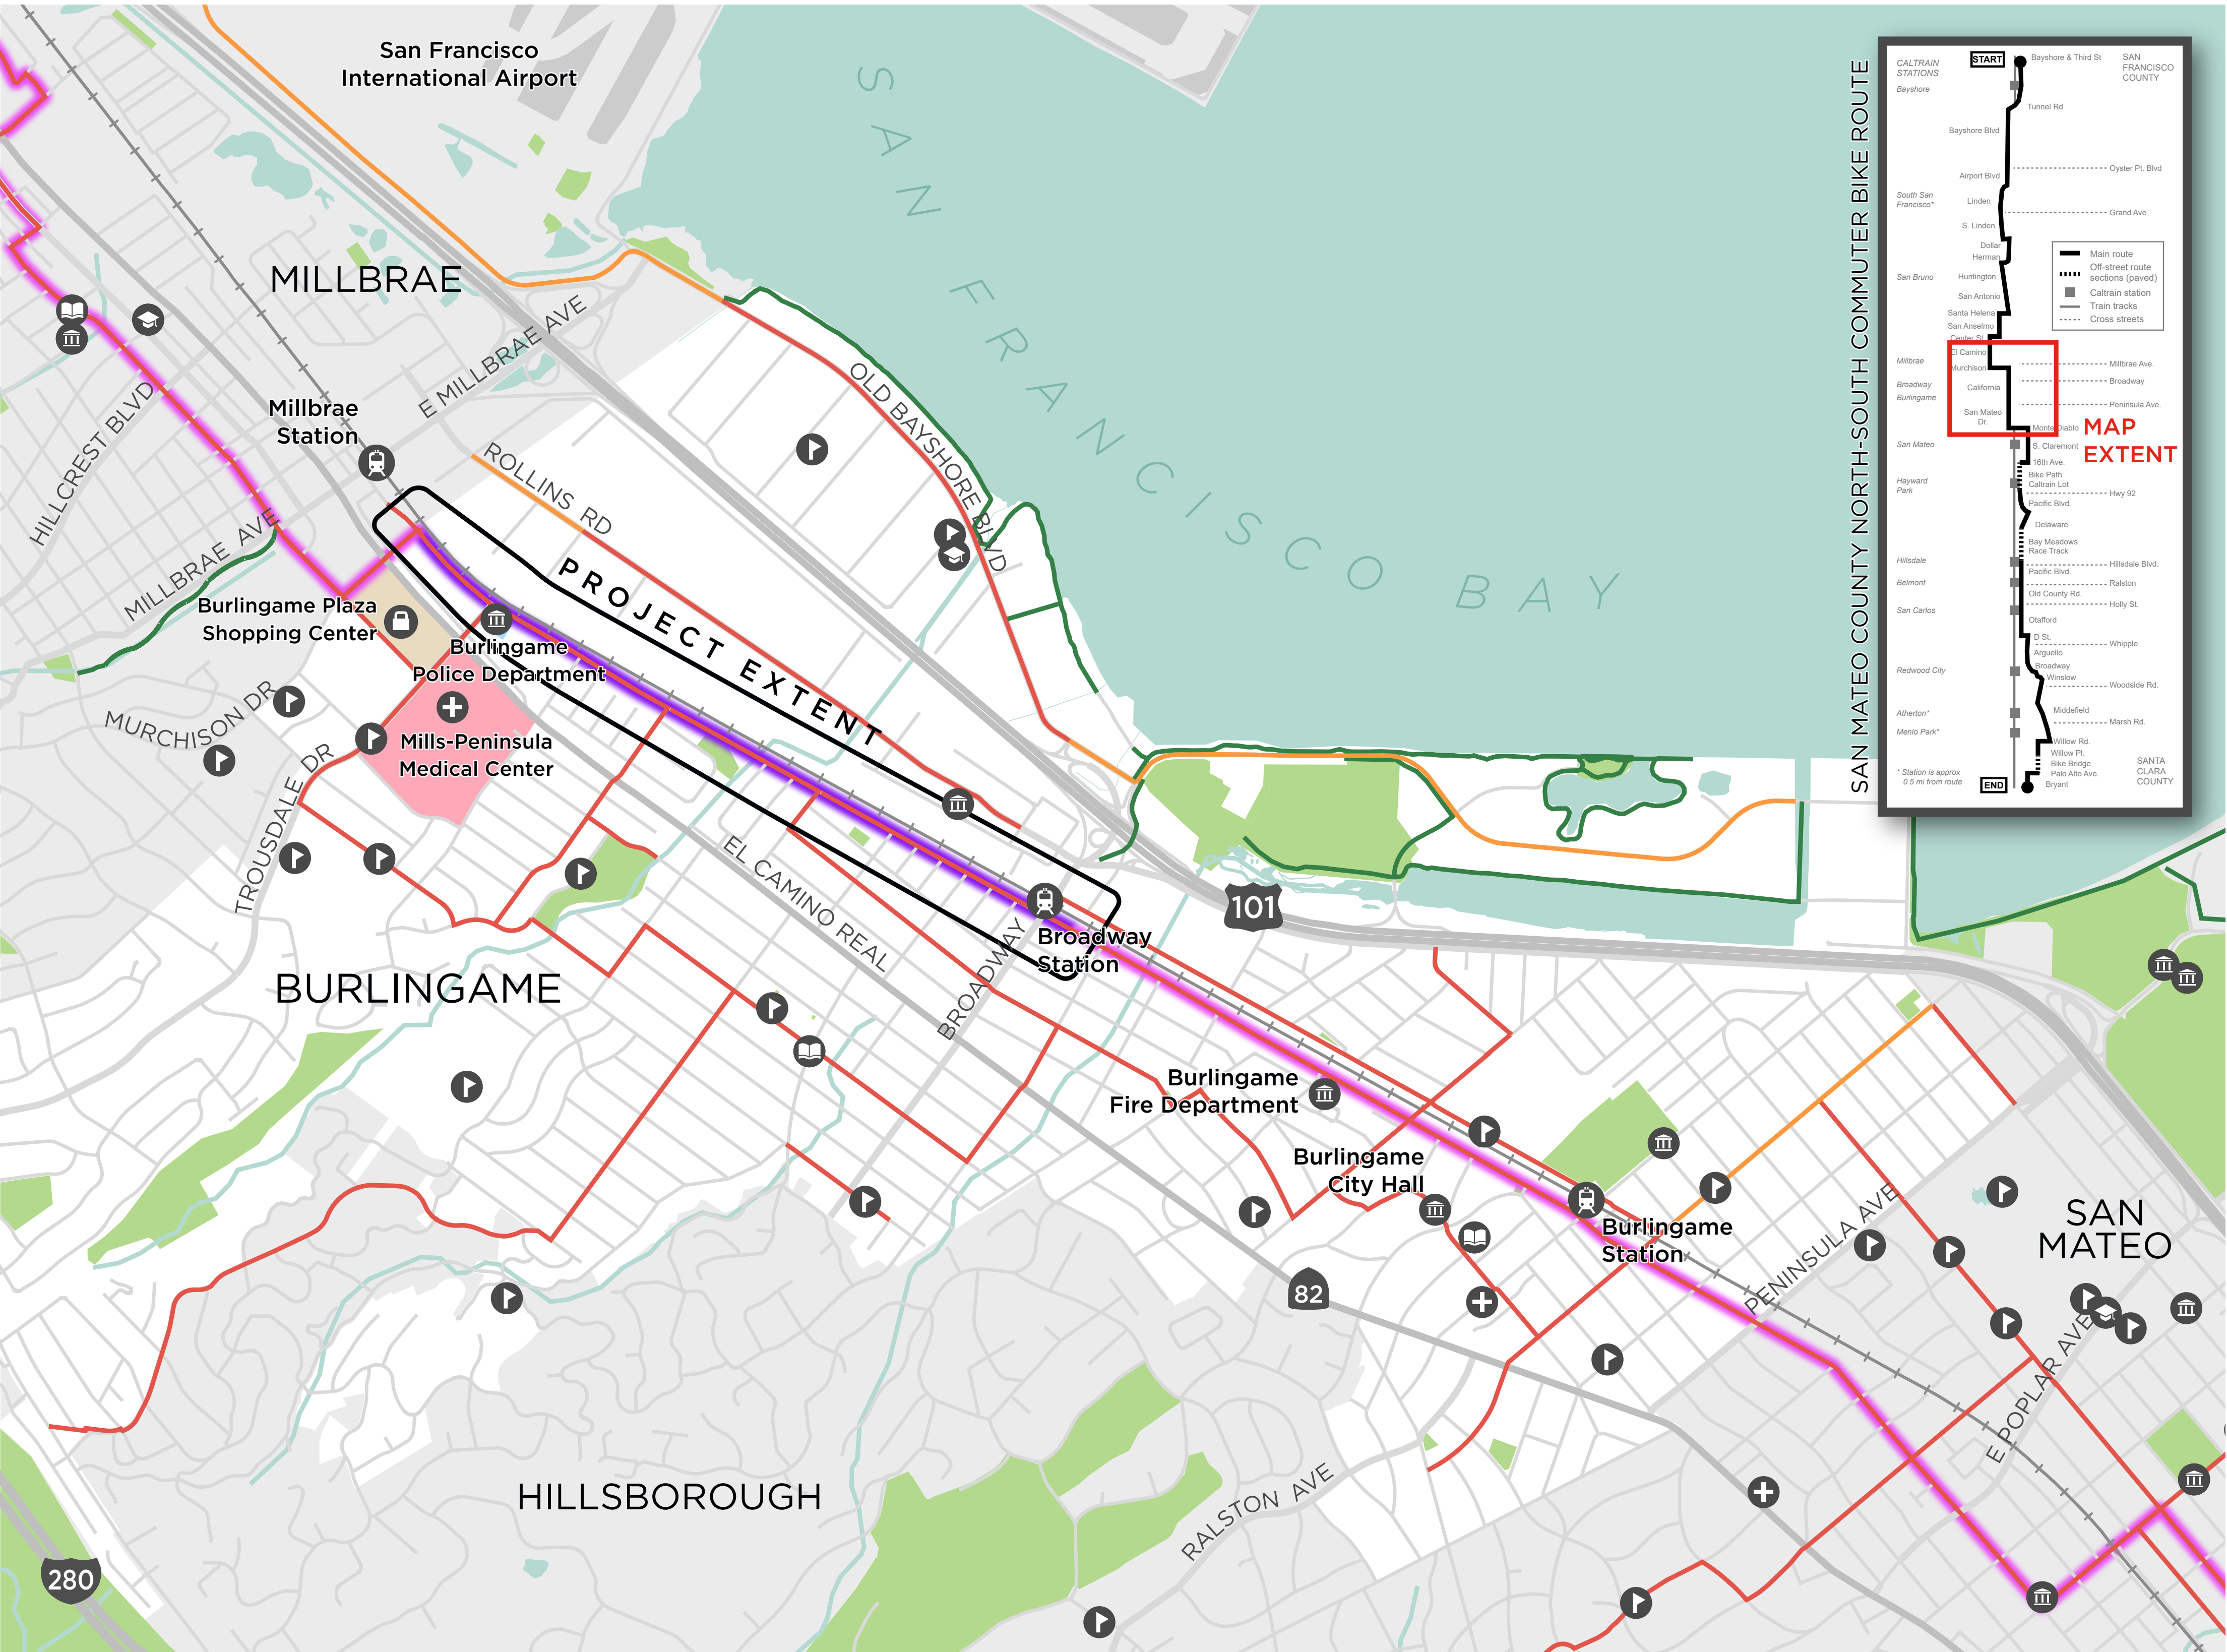 San Francisco
International Airport
MILLBRAE
E MILLBRAE AVE
Millbrae
Station
HILLCREST BLVD
MILLBRAE AVE
ROLLINS RD
OLD BAYSHORE BLVD
SAN FRANCISCO BAY
PROJECT EXTENT
Burlingame Plaza
Shopping Center
Burlingame
Police Department
MURCHISON DR
Mills-Peninsula
Medical Center
TROUSDALE DR
EL CAMINO REAL
101
BROADWAY
Broadway
Station
BURLINGAME
Burlingame
Fire Department
Burlingame
City Hall
Burlingame
Station
82
PENINSULA AVE
SAN
MATEO
E POPLAR AVE
HILLSBOROUGH
RALSTON AVE
280
SAN MATEO COUNTY NORTH-SOUTH COMMUTER BIKE ROUTE
CALTRAIN
STATIONS
START
Bayshore & Third St
SAN
FRANCISCO
COUNTY
Bayshore
Tunnel Rd
Bayshore Blvd
Oyster Pt. Blvd
Airport Blvd
South San
Francisco*
Linden
Grand Ave
S. Linden
Dollar
Herman
San Bruno
Huntington
San Antonio
Santa Helena
San Anselmo
Center St.
Main route
Off-street route
sections (paved)
Caltrain station
Train tracks
Cross streets
El Camino
Millbrae
Millbrae Ave.
Murchison
Broadway
Broadway
California
Burlingame
Peninsula Ave.
San Mateo
Dr.
Monte Diablo
MAP
EXTENT
San Mateo
S. Claremont
16th Ave.
Bike Path
Caltrain Lot
Hayward
Park
Hwy 92
Pacific Blvd.
Delaware
Bay Meadows
Race Track
Hillsdale
Hillsdale Blvd.
Pacific Blvd.
Belmont
Ralston
Old County Rd.
Holly St.
San Carlos
Otafford
D St.
Whipple
Arguello
Broadway
Redwood City
Winslow
Woodside Rd.
Atherton*
Middefield
Marsh Rd.
Menlo Park*
Willow Rd.
Willow Pl.
Bike Bridge
Palo Alto Ave.
SANTA
CLARA
COUNTY
* Station is approx
0.5 mi from route
END
Bryant